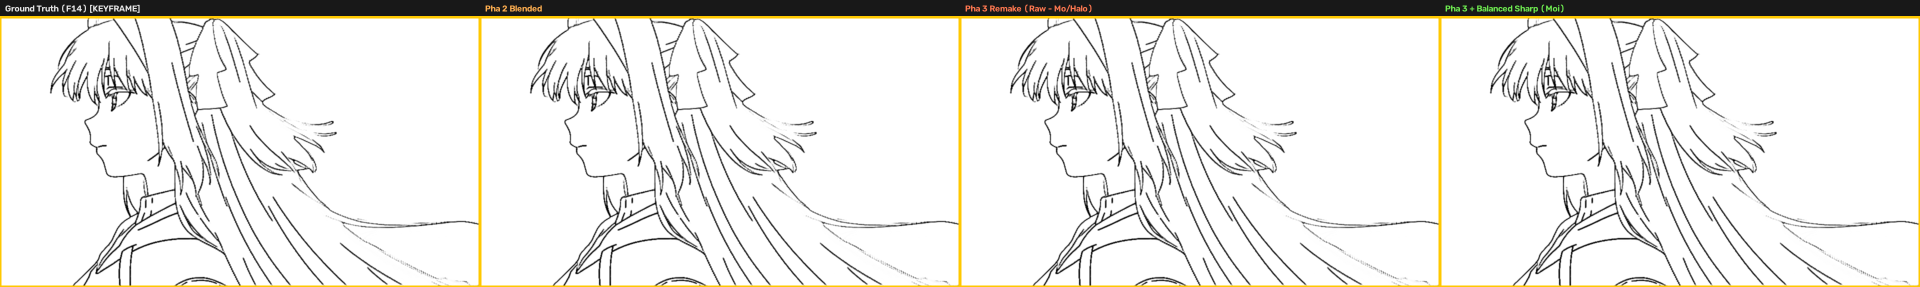 Ground Truth (F14) [KEYFRAME]
Pha 2 Blended
Pha 3 Remake (Raw - Mo/Halo)
Pha 3 + Balanced Sharp (Moi)